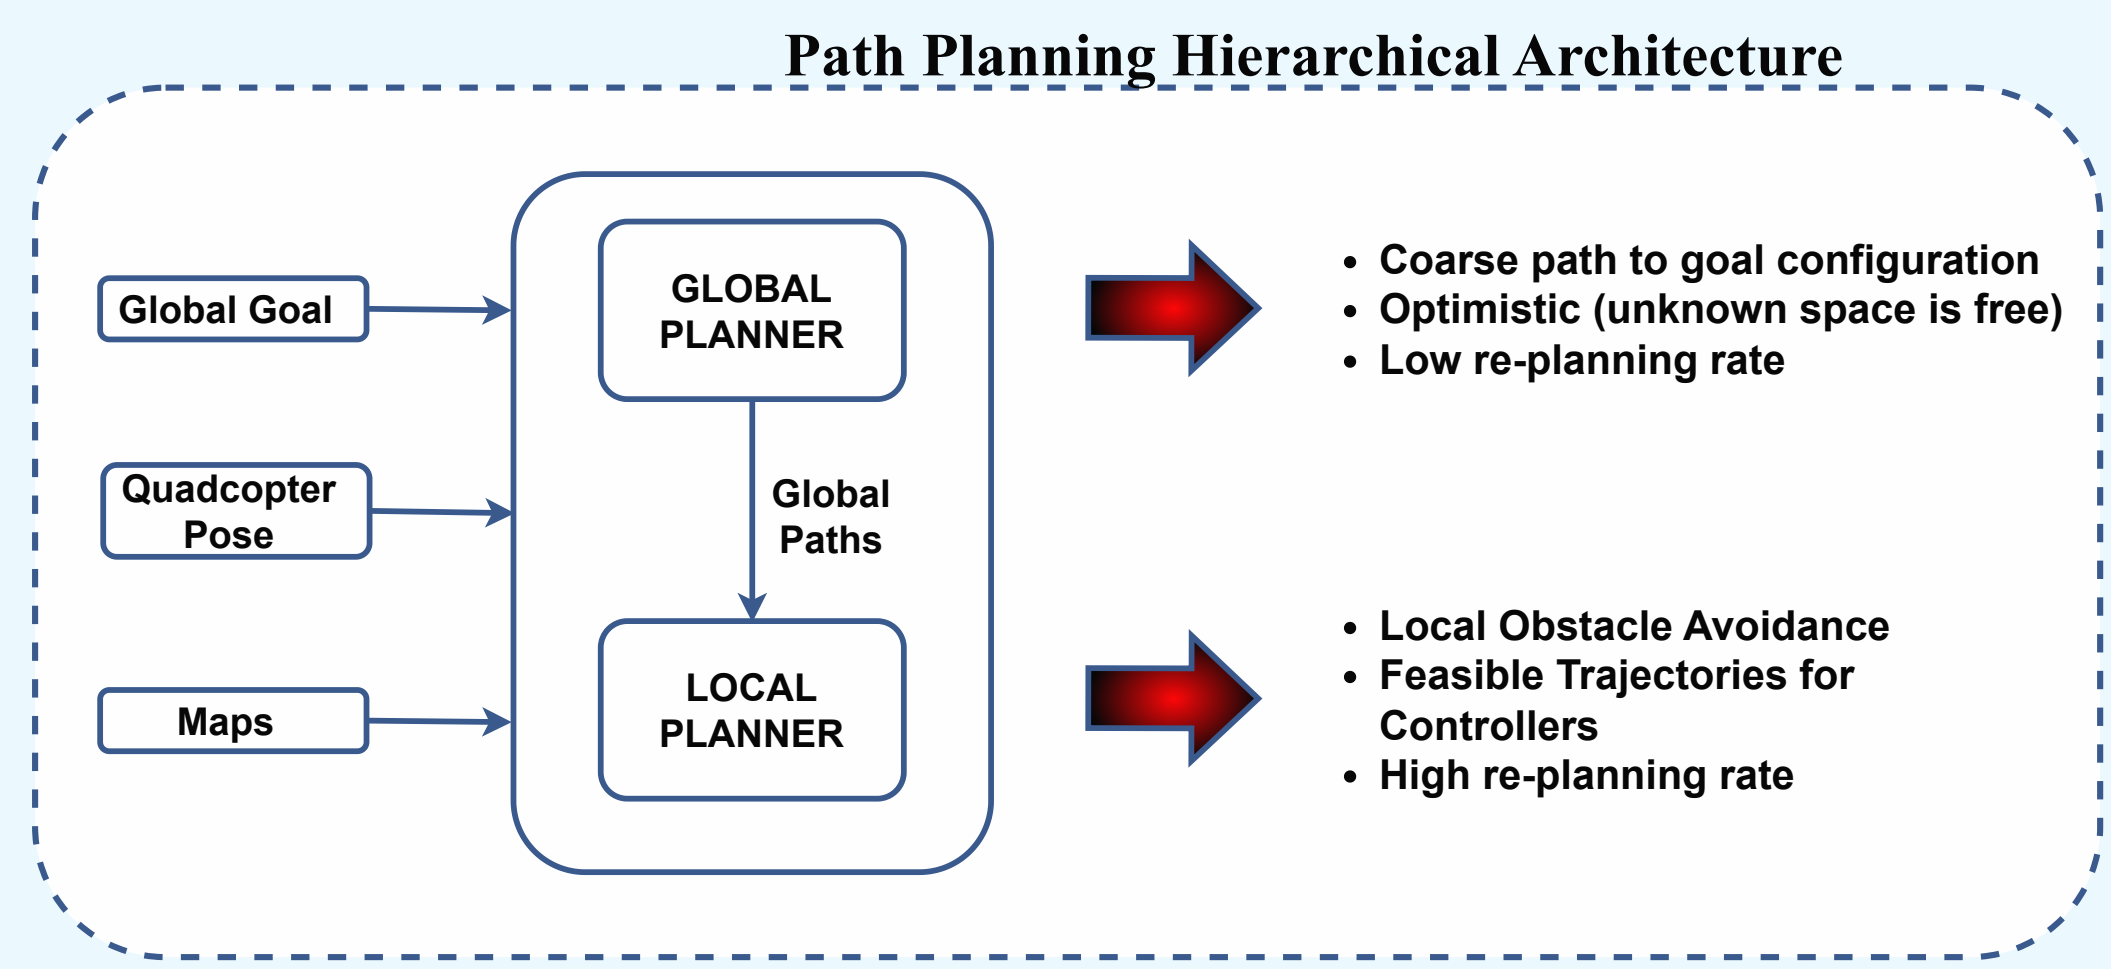 Path Planning Hierarchical Architecture
Global Goal
Quadcopter
Pose
Maps
GLOBAL
PLANNER
Global
Paths
LOCAL
PLANNER
• Coarse path to goal configuration
• Optimistic (unknown space is free)
• Low re-planning rate
• Local Obstacle Avoidance
• Feasible Trajectories for
Controllers
• High re-planning rate